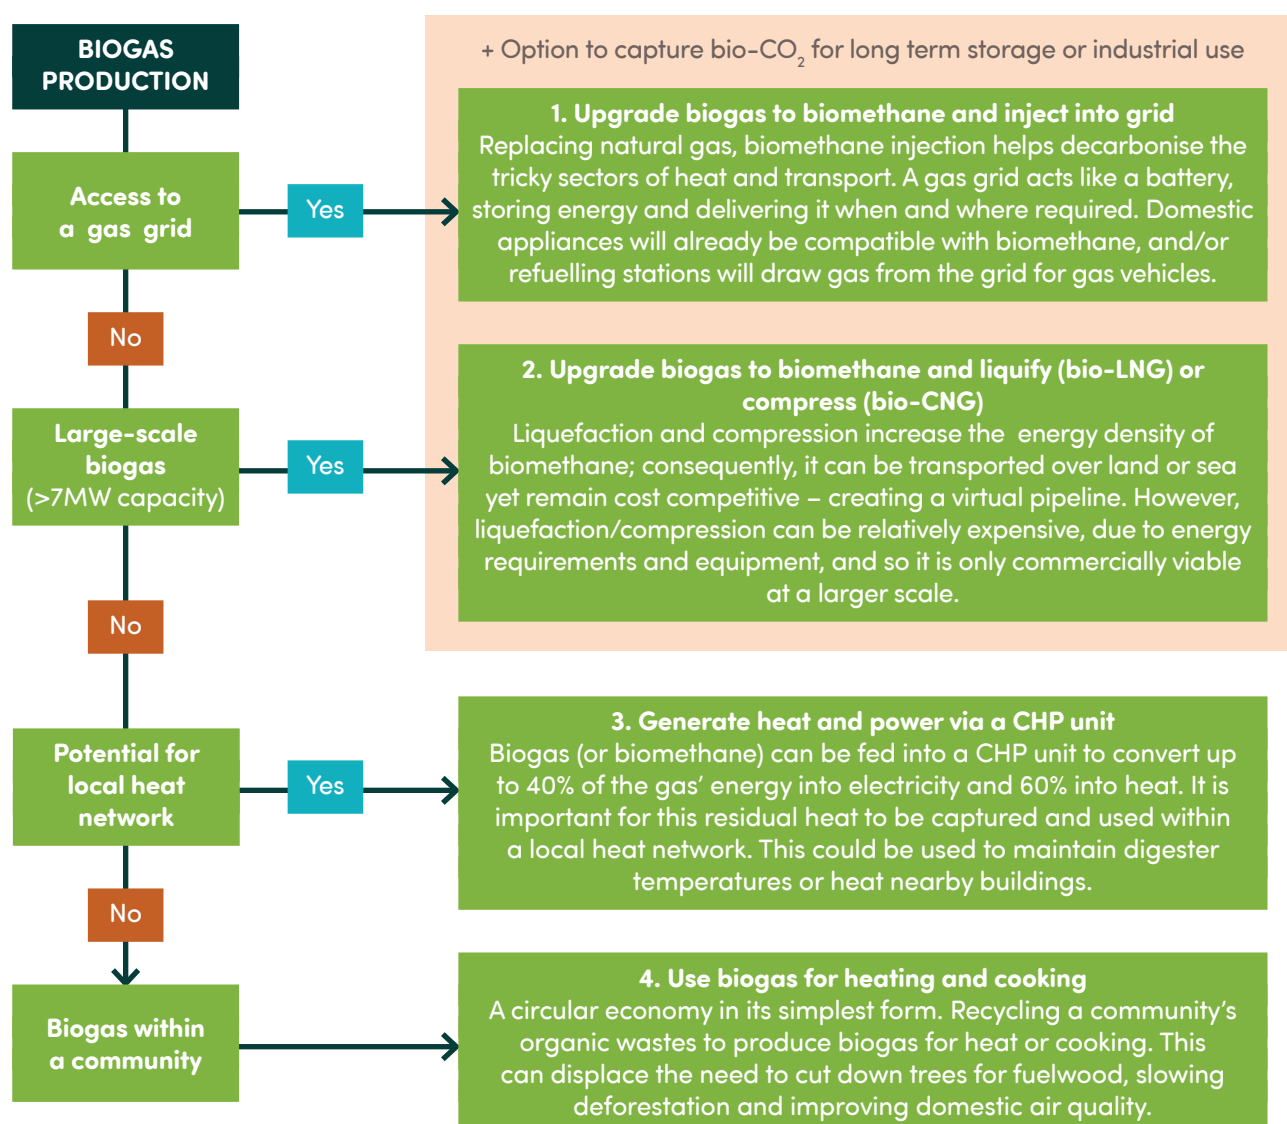 BIOGAS
PRODUCTION
+ Option to capture bio-CO₂ for long term storage or industrial use
Access to
a gas grid
Yes
1. Upgrade biogas to biomethane and inject into grid
Replacing natural gas, biomethane injection helps decarbonise the
tricky sectors of heat and transport. A gas grid acts like a battery,
storing energy and delivering it when and where required. Domestic
appliances will already be compatible with biomethane, and/or
refuelling stations will draw gas from the grid for gas vehicles.
No
Large-scale
biogas
(>7MW capacity)
Yes
2. Upgrade biogas to biomethane and liquify (bio-LNG) or
compress (bio-CNG)
Liquefaction and compression increase the energy density of
biomethane; consequently, it can be transported over land or sea
yet remain cost competitive – creating a virtual pipeline. However,
liquefaction/compression can be relatively expensive, due to energy
requirements and equipment, and so it is only commercially viable
at a larger scale.
No
Potential for
local heat
network
Yes
3. Generate heat and power via a CHP unit
Biogas (or biomethane) can be fed into a CHP unit to convert up
to 40% of the gas’ energy into electricity and 60% into heat. It is
important for this residual heat to be captured and used within
a local heat network. This could be used to maintain digester
temperatures or heat nearby buildings.
No
Biogas within
a community
4. Use biogas for heating and cooking
A circular economy in its simplest form. Recycling a community’s
organic wastes to produce biogas for heat or cooking. This
can displace the need to cut down trees for fuelwood, slowing
deforestation and improving domestic air quality.